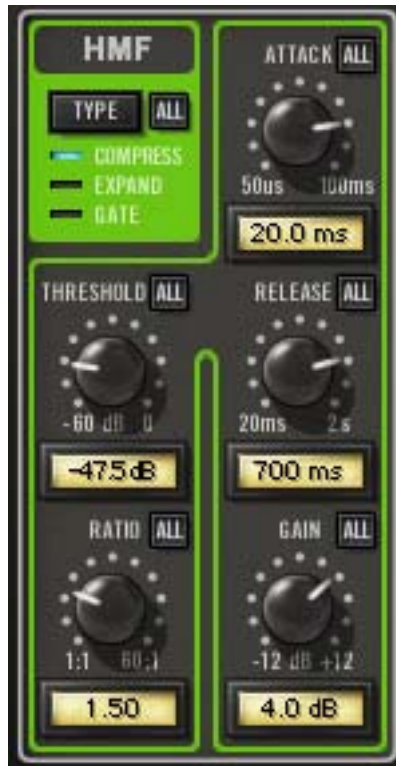 HMF
ATTACK ALL
TYPE ALL
COMPRESS
EXPAND
GATE
50us 100ms
20.0 ms
THRESHOLD ALL
RELEASE ALL
-60 dB 0
20ms 2s
-47.5 dB
700 ms
RATIO ALL
GAIN ALL
1:1 60:1
-12 dB +12
1.50
4.0 dB